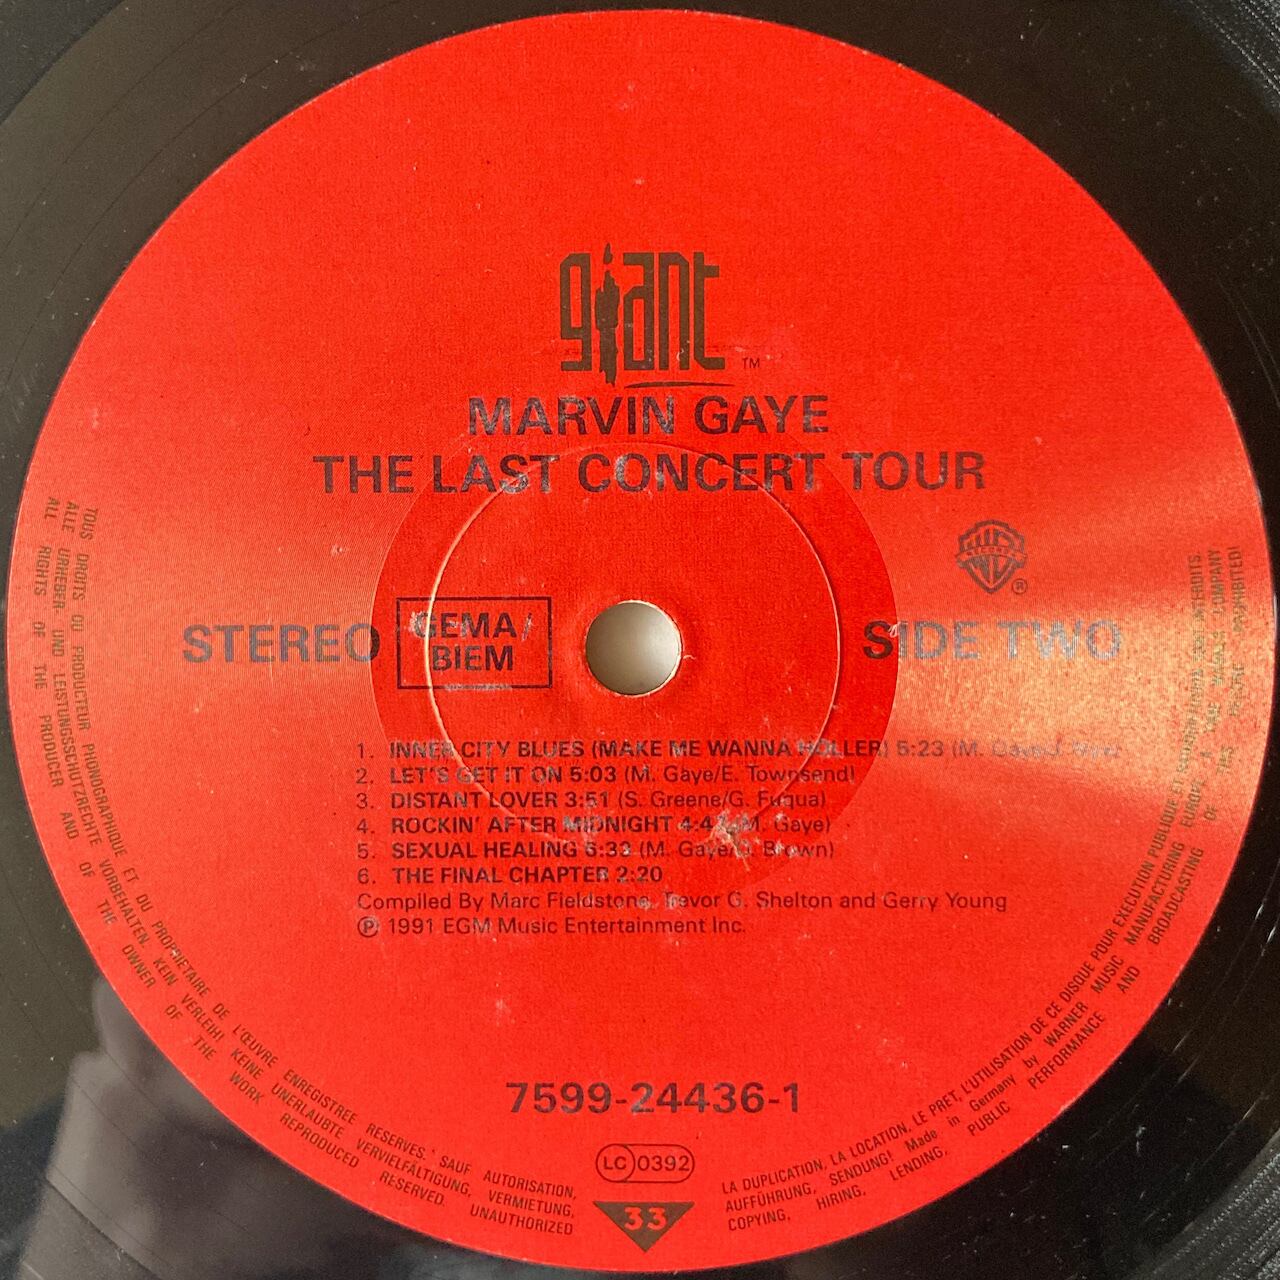 giant TM
MARVIN GAYE
THE LAST CONCERT TOUR
STEREO
GEMA/
BIEM
SIDE TWO
WB RECORDS ®
1. INNER CITY BLUES (MAKE ME WANNA HOLLER) 5:23 (M. Gaye/J. Nyx)
2. LET'S GET IT ON 5:03 (M. Gaye/E. Townsend)
3. DISTANT LOVER 3:51 (S. Greene/G. Fuqua)
4. ROCKIN' AFTER MIDNIGHT 4:47 (M. Gaye)
5. SEXUAL HEALING 6:33 (M. Gaye/O. Brown)
6. THE FINAL CHAPTER 2:20
Compiled By Marc Fieldstone, Trevor G. Shelton and Gerry Young
℗ 1991 EGM Music Entertainment Inc.
7599-24436-1
LC 0392
33
TOUS DROITS DU PRODUCTEUR PHONOGRAPHIQUE ET DU PROPRIETAIRE DE L'ŒUVRE ENREGISTREE RESERVES. SAUF AUTORISATION, LA DUPLICATION, LA LOCATION, LE PRET, L'UTILISATION DE CE DISQUE POUR EXECUTION PUBLIQUE ET INTERDITS.
ALLE URHEBER UND LEISTUNGSSCHUTZRECHTE VORBEHALTEN. KEIN VERLEIH! KEINE UNERLAUBTE VERVIELFÄLTIGUNG, VERMIETUNG, AUFFÜHRUNG, SENDUNG! Made in Germany by WARNER MUSIC MANUFACTURING EUROPE. A COMPANY
ALL RIGHTS OF THE PRODUCER AND OF THE OWNER OF THE WORK REPRODUCED RESERVED. UNAUTHORIZED COPYING, HIRING, LENDING, PUBLIC PERFORMANCE AND BROADCASTING OF THIS PROHIBITED!